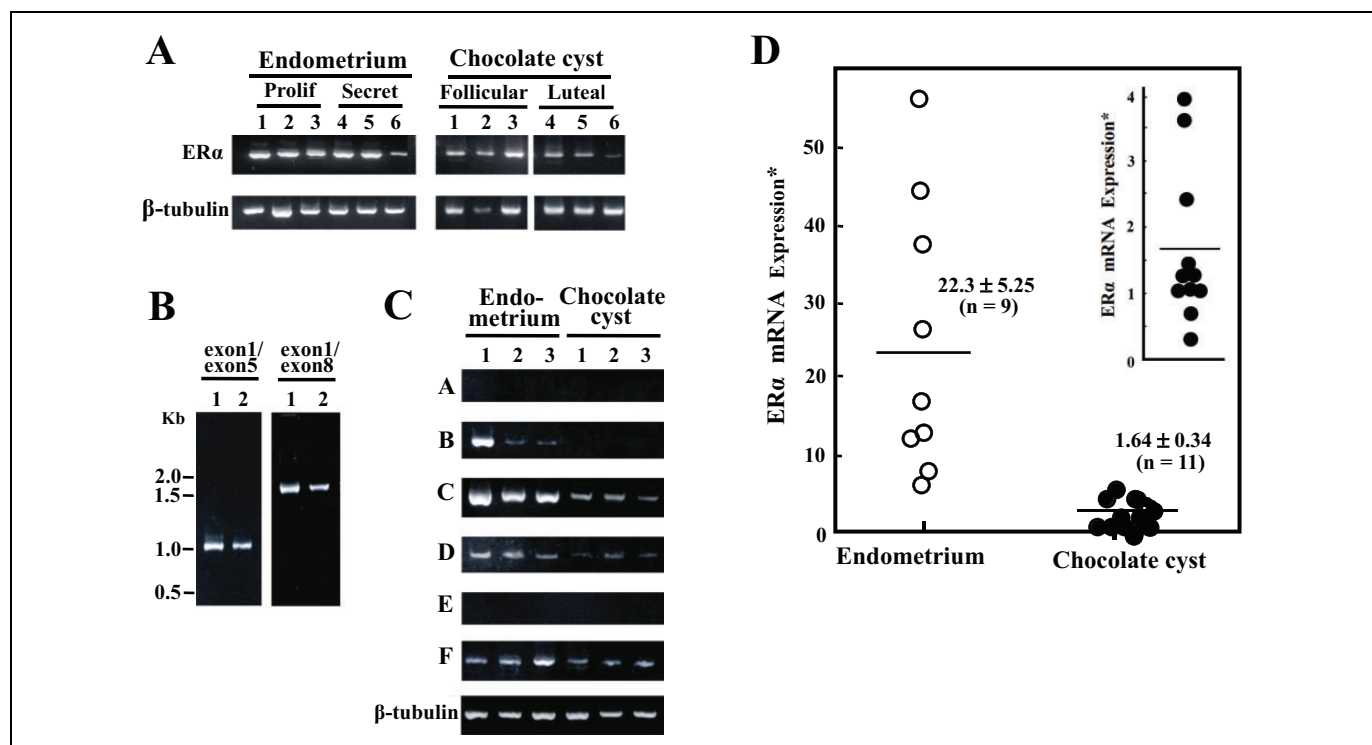 A
Endometrium Chocolate cyst
Prolif Secret Follicular Luteal
1 2 3 4 5 6 1 2 3 4 5 6
ERα
β-tubulin
B
exon1/ exon1/
exon5 exon8
1 2 1 2
Kb
2.0
1.5
1.0
0.5
C
Endo- Chocolate
metrium cyst
1 2 3 1 2 3
A
B
C
D
E
F
β-tubulin
D
ERα mRNA Expression*
50
40
30
20
10
0
22.3 ± 5.25
(n = 9)
ERα mRNA Expression*
4
3
2
1
0
1.64 ± 0.34
(n = 11)
Endometrium Chocolate cyst